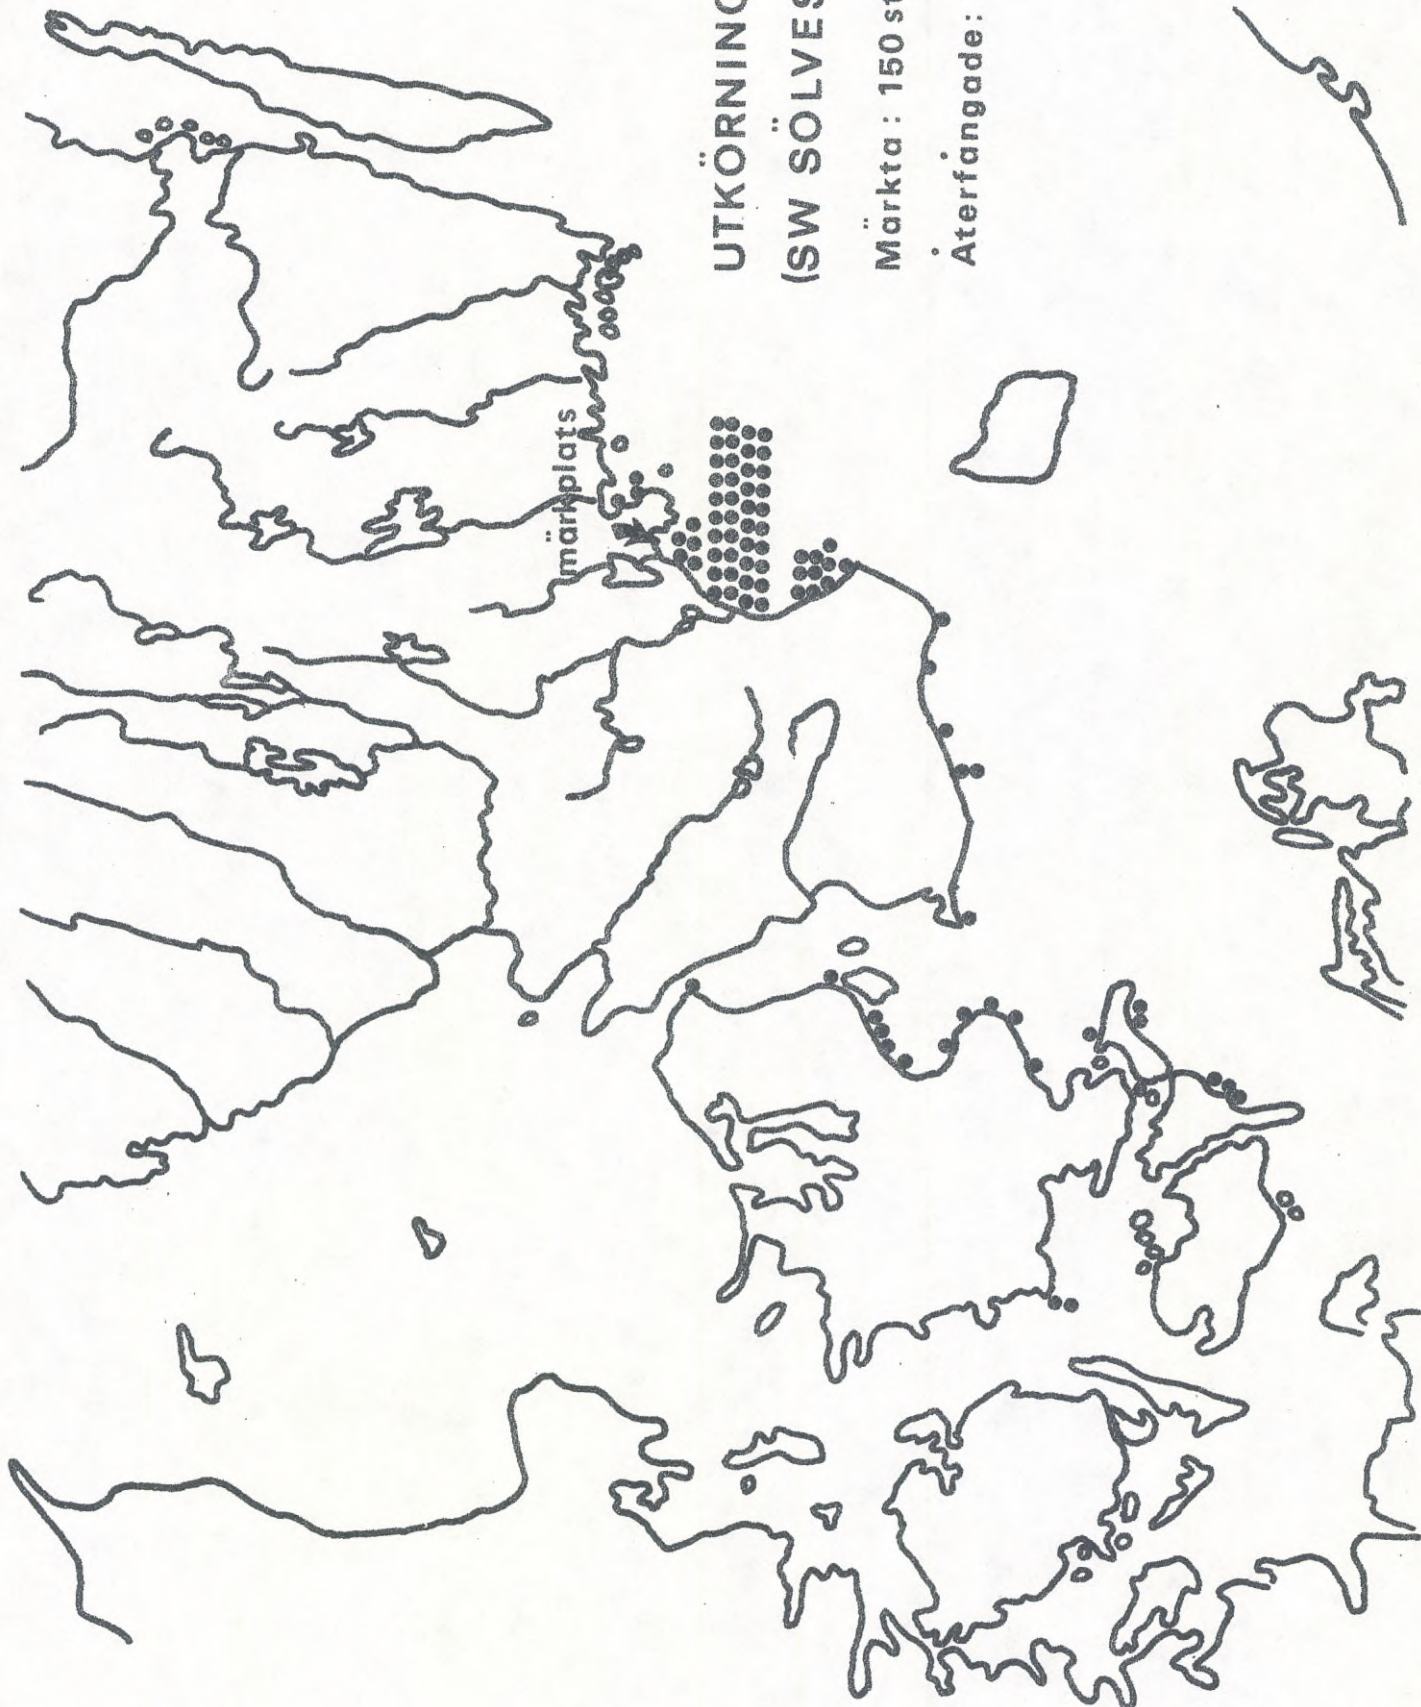 UTKÖRNING
(SW SÖLVES
Märkta : 150 st
Återfångade:
märkplats